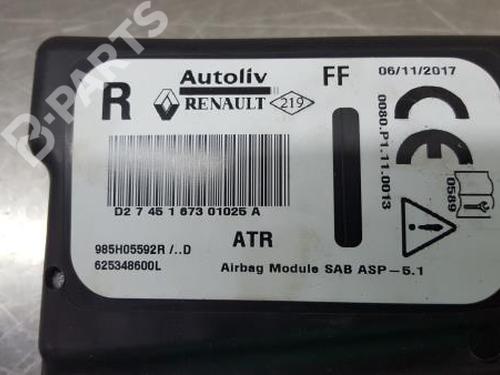 B-PARTS
Autoliv
FF
06/11/2017
R
RENAULT
219
0080.P1.11.0013
0589
D2 7 45 1 673 01025 A
985H05592R /..D
ATR
625348600L
Airbag Module SAB ASP-5.1